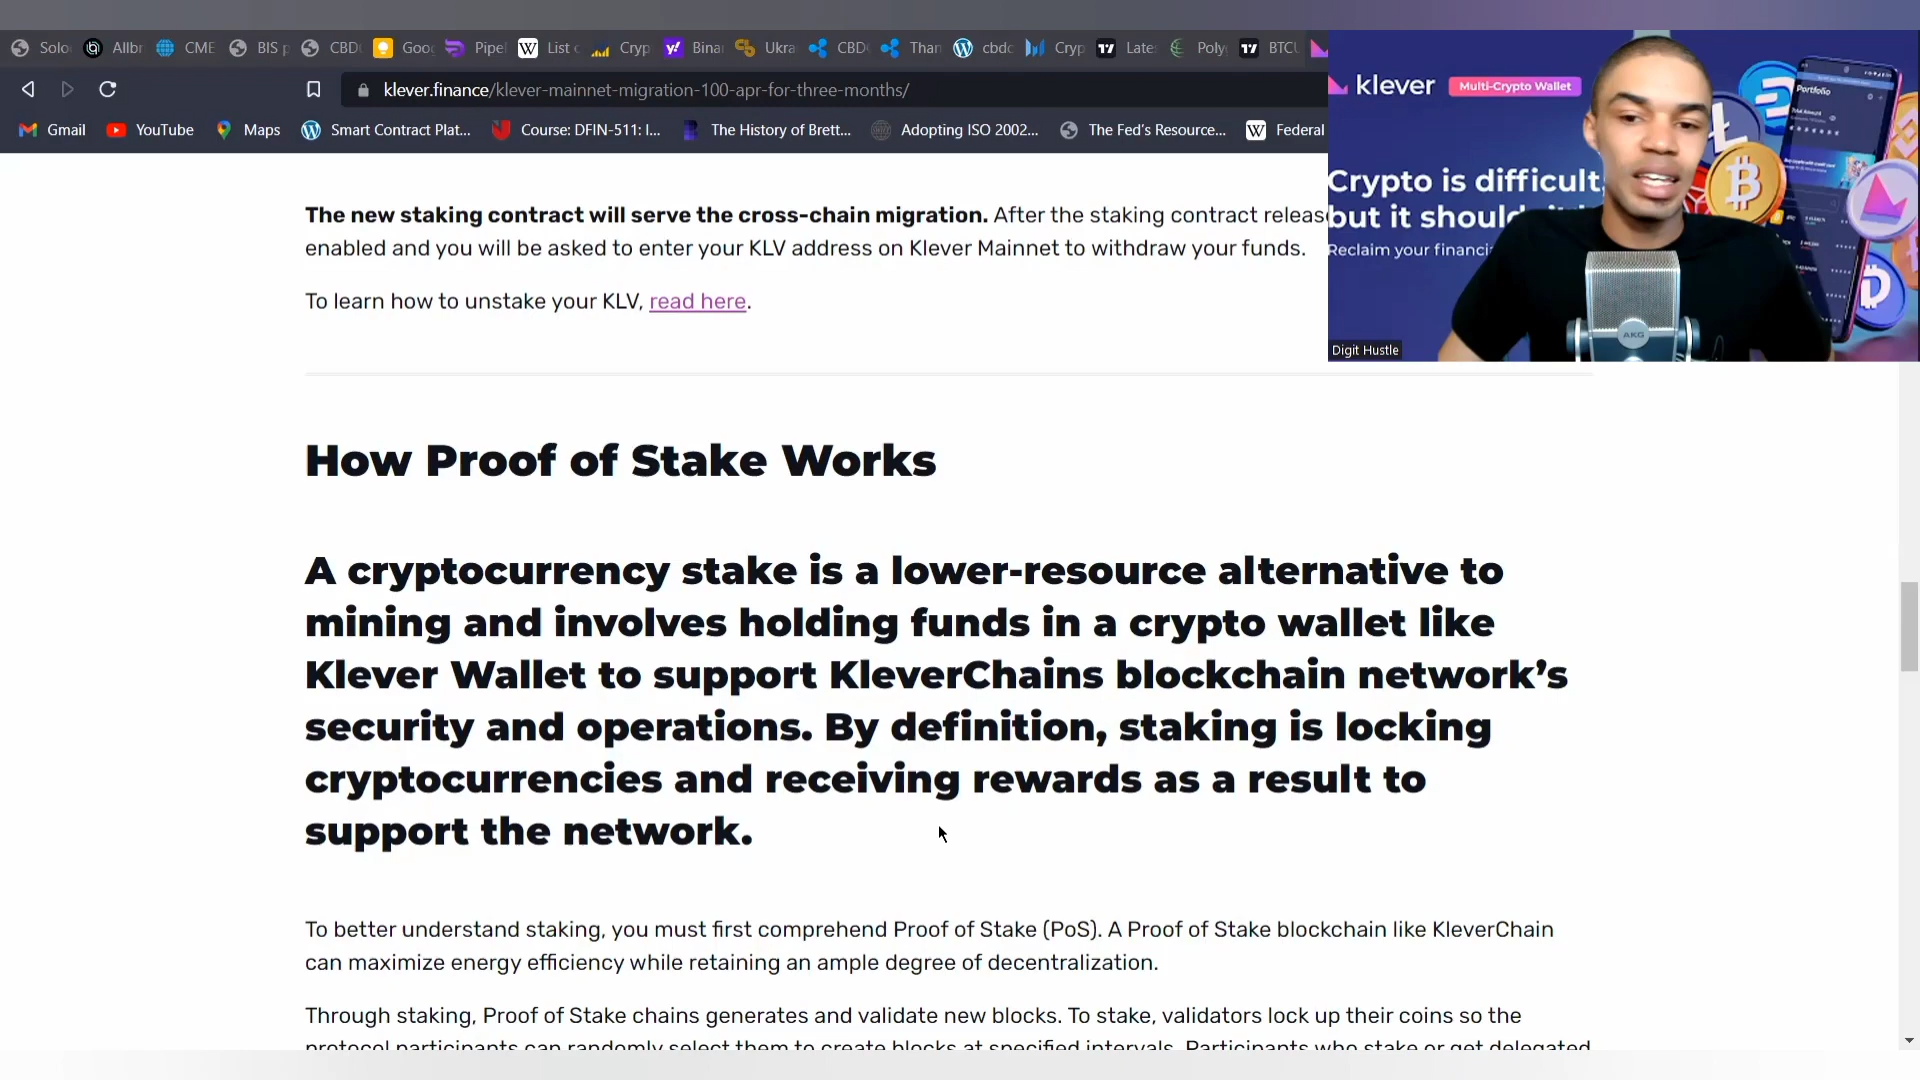 Solo
Allbr
CME
BIS p
CBD
Goo
Pipel
List o
Cryp
Binar
Ukra
CBD
Than
cbdc
Cryp
Late
Poly
BTCU
klever.finance/klever-mainnet-migration-100-apr-for-three-months/
Gmail
YouTube
Maps
Smart Contract Plat...
Course: DFIN-511: I...
The History of Brett...
Adopting ISO 2002...
The Fed's Resource...
Federal
klever
Multi-Crypto Wallet
Portfolio
Crypto is difficult,
but it should
Reclaim your financi
AKG
Digit Hustle
The new staking contract will serve the cross-chain migration. After the staking contract releas
enabled and you will be asked to enter your KLV address on Klever Mainnet to withdraw your funds.
To learn how to unstake your KLV, read here.
How Proof of Stake Works
A cryptocurrency stake is a lower-resource alternative to
mining and involves holding funds in a crypto wallet like
Klever Wallet to support KleverChains blockchain network’s
security and operations. By definition, staking is locking
cryptocurrencies and receiving rewards as a result to
support the network.
To better understand staking, you must first comprehend Proof of Stake (PoS). A Proof of Stake blockchain like KleverChain
can maximize energy efficiency while retaining an ample degree of decentralization.
Through staking, Proof of Stake chains generates and validate new blocks. To stake, validators lock up their coins so the
protocol participants can randomly select them to create blocks at specified intervals. Participants who stake or get delegated